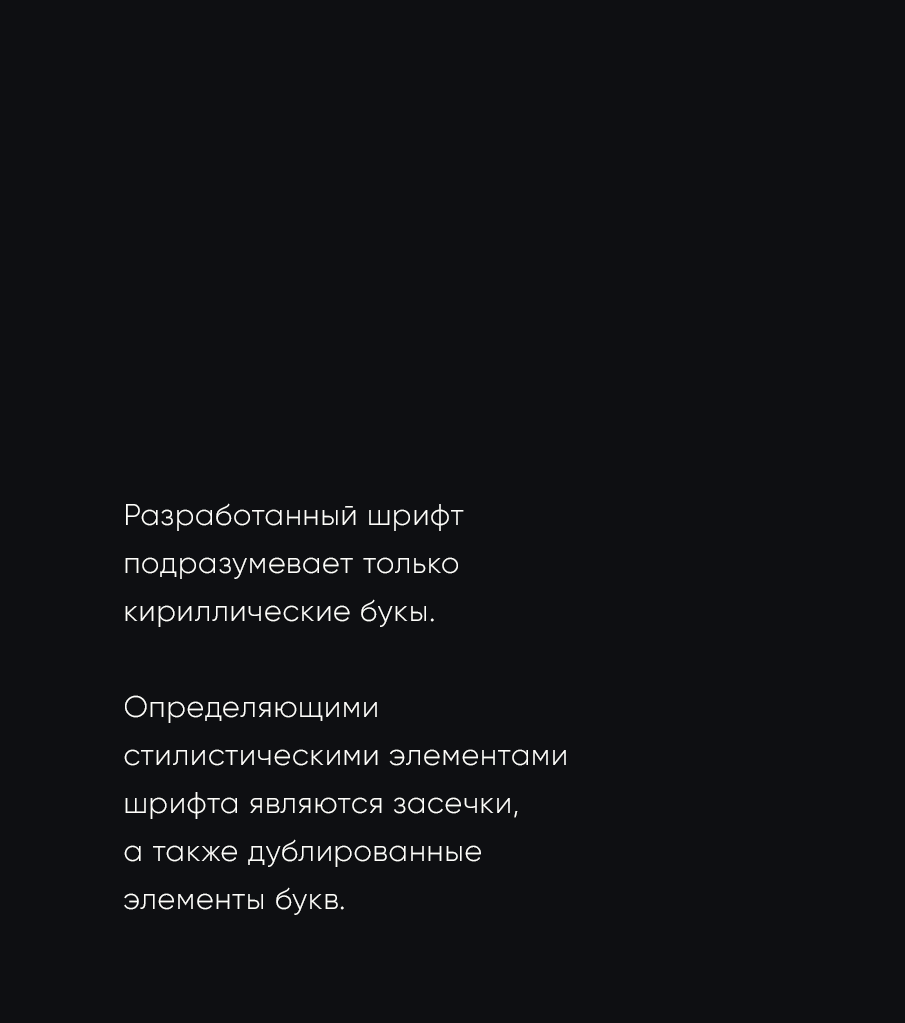 Разработанный шрифт
подразумевает только
кириллические букы.
Определяющими
стилистическими элементами
шрифта являются засечки,
а также дублированные
элементы букв.